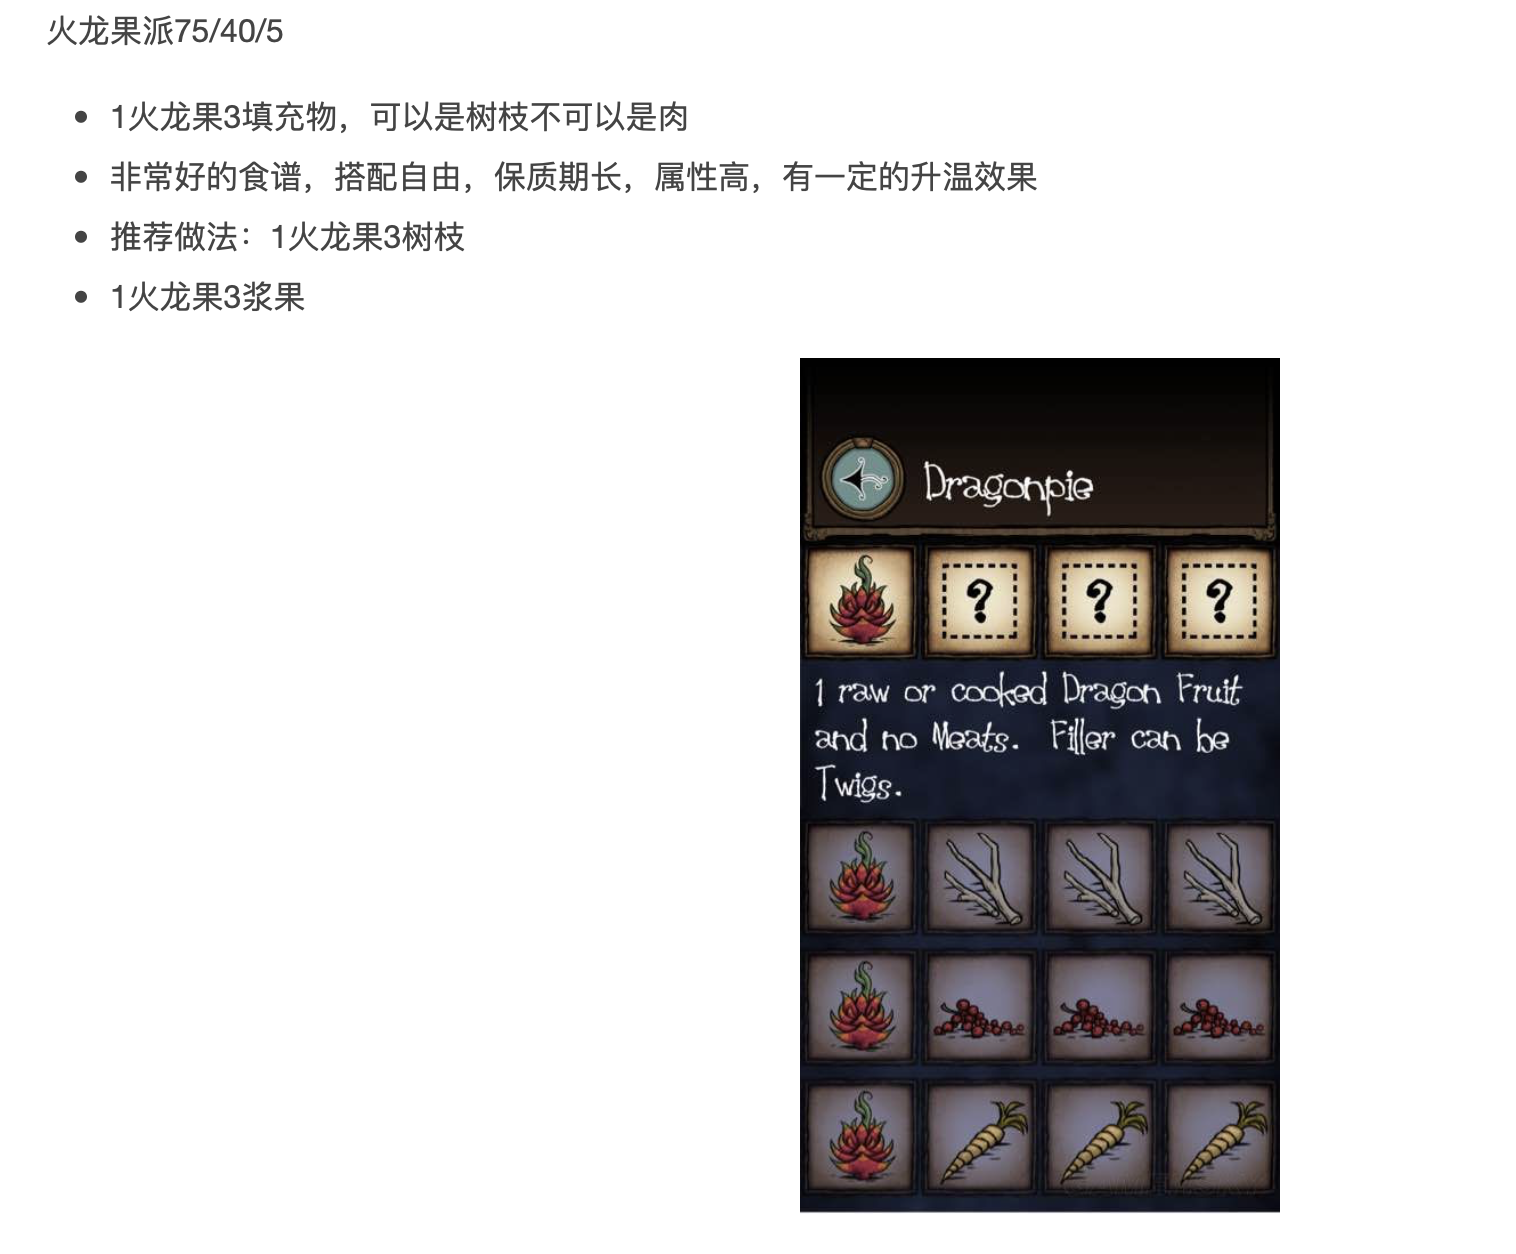 火龙果派75/40/5
1火龙果3填充物，可以是树枝不可以是肉
非常好的食谱，搭配自由，保质期长，属性高，有一定的升温效果
推荐做法：1火龙果3树枝
1火龙果3浆果
Dragonpie
? ? ?
1 raw or cooked Dragon Fruit
and no Meats. Filler can be
Twigs.